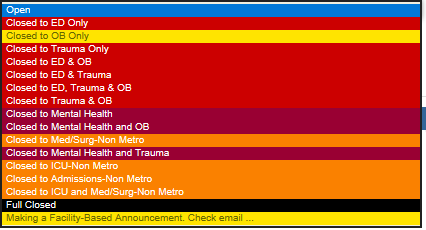 Open
Closed to ED Only
Closed to OB Only
Closed to Trauma Only
Closed to ED & OB
Closed to ED & Trauma
Closed to ED, Trauma & OB
Closed to Trauma & OB
Closed to Mental Health
Closed to Mental Health and OB
Closed to Med/Surg-Non Metro
Closed to Mental Health and Trauma
Closed to ICU-Non Metro
Closed to Admissions-Non Metro
Closed to ICU and Med/Surg-Non Metro
Full Closed
Making a Facility-Based Announcement. Check email ...